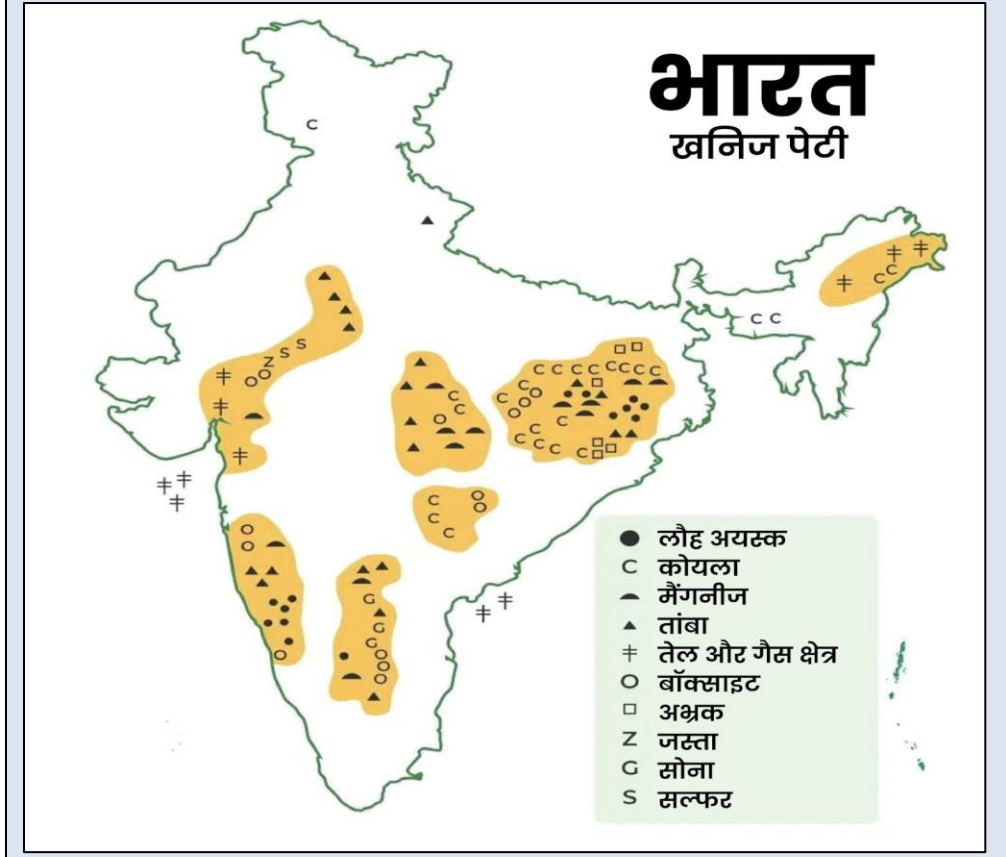 भारत
खनिज पेटी
लौह अयस्क
C कोयला
मैंगनीज
तांबा
तेल और गैस क्षेत्र
बॉक्साइट
अभ्रक
Z जस्ता
G सोना
S सल्फर